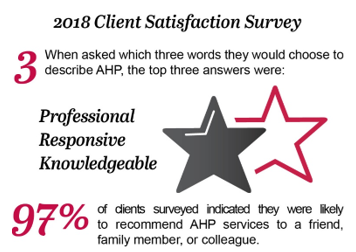 2018 Client Satisfaction Survey
3 When asked which three words they would choose to
describe AHP, the top three answers were:
Professional
Responsive
Knowledgeable
97% of clients surveyed indicated they were likely
to recommend AHP services to a friend,
family member, or colleague.